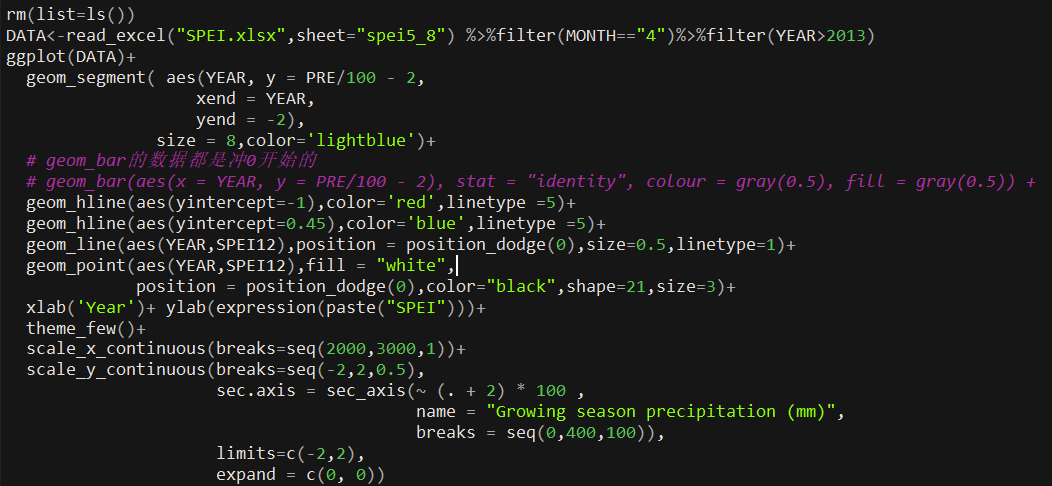 rm(list=ls())
DATA<-read_excel("SPEI.xlsx",sheet="spei5_8") %>%filter(MONTH=="4")%>%filter(YEAR>2013)
ggplot(DATA)+
  geom_segment( aes(YEAR, y = PRE/100 - 2,
                    xend = YEAR,
                    yend = -2),
                size = 8,color='lightblue')+
  # geom_bar的数据都是冲0开始的
  # geom_bar(aes(x = YEAR, y = PRE/100 - 2), stat = "identity", colour = gray(0.5), fill = gray(0.5)) +
  geom_hline(aes(yintercept=-1),color='red',linetype =5)+
  geom_hline(aes(yintercept=0.45),color='blue',linetype =5)+
  geom_line(aes(YEAR,SPEI12),position = position_dodge(0),size=0.5,linetype=1)+
  geom_point(aes(YEAR,SPEI12),fill = "white",
             position = position_dodge(0),color="black",shape=21,size=3)+
  xlab('Year')+ ylab(expression(paste("SPEI")))+
  theme_few()+
  scale_x_continuous(breaks=seq(2000,3000,1))+
  scale_y_continuous(breaks=seq(-2,2,0.5),
                     sec.axis = sec_axis(~ (. + 2) * 100 ,
                                         name = "Growing season precipitation (mm)",
                                         breaks = seq(0,400,100)),
                     limits=c(-2,2),
                     expand = c(0, 0))